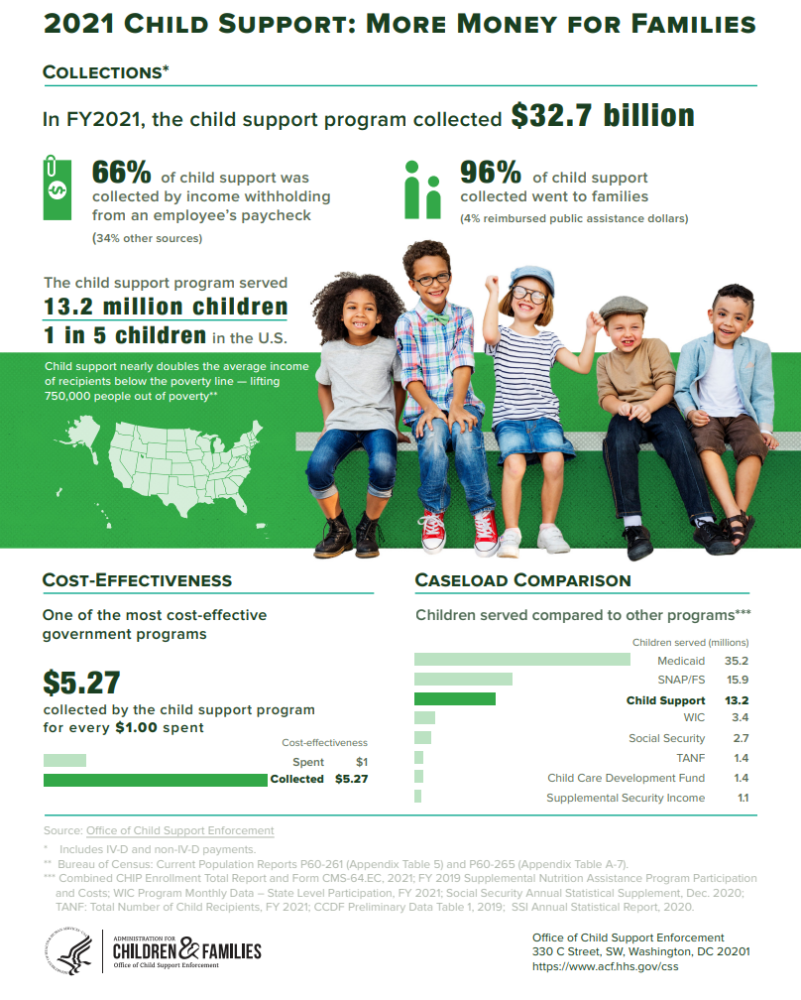 2021 Child Support: More Money for Families
Collections*
In FY2021, the child support program collected $32.7 billion
66% of child support was
collected by income withholding
from an employee's paycheck
(34% other sources)
96% of child support
collected went to families
(4% reimbursed public assistance dollars)
The child support program served
13.2 million children
1 in 5 children in the U.S.
Child support nearly doubles the average income
of recipients below the poverty line — lifting
750,000 people out of poverty**
Cost-Effectiveness
One of the most cost-effective
government programs
$5.27
collected by the child support program
for every $1.00 spent
Cost-effectiveness
Spent $1
Collected $5.27
Caseload Comparison
Children served compared to other programs***
Children served (millions)
Medicaid 35.2
SNAP/FS 15.9
Child Support 13.2
WIC 3.4
Social Security 2.7
TANF 1.4
Child Care Development Fund 1.4
Supplemental Security Income 1.1
Source: Office of Child Support Enforcement
* Includes IV-D and non-IV-D payments.
** Bureau of Census: Current Population Reports P60-261 (Appendix Table 5) and P60-265 (Appendix Table A-7).
*** Combined CHIP Enrollment Total Report and Form CMS-64.EC, 2021; FY 2019 Supplemental Nutrition Assistance Program Participation
and Costs; WIC Program Monthly Data – State Level Participation, FY 2021; Social Security Annual Statistical Supplement, Dec. 2020;
TANF: Total Number of Child Recipients, FY 2021; CCDF Preliminary Data Table 1, 2019; SSI Annual Statistical Report, 2020.
ADMINISTRATION FOR
CHILDREN & FAMILIES
Office of Child Support Enforcement
Office of Child Support Enforcement
330 C Street, SW, Washington, DC 20201
https://www.acf.hhs.gov/css